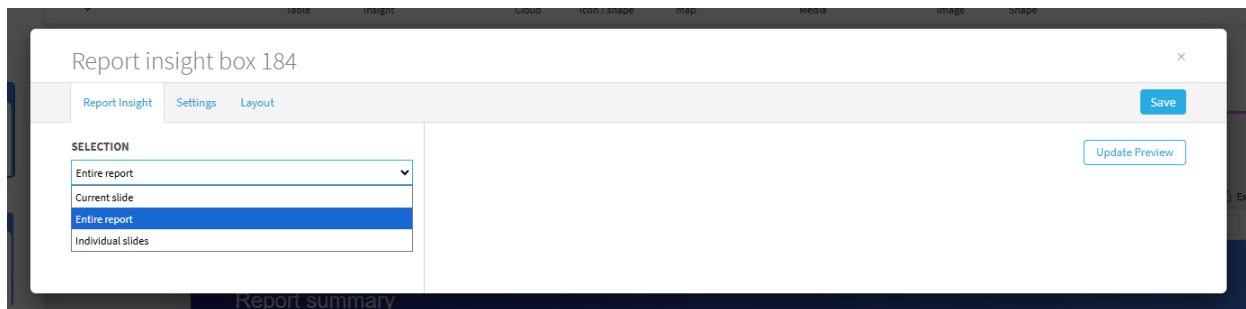 Table Insight Cloud Icon / shape map Media Image Shape
Report insight box 184
×
Report Insight Settings Layout
Save
SELECTION
Update Preview
Entire report
Current slide
Entire report
Individual slides
Report summary